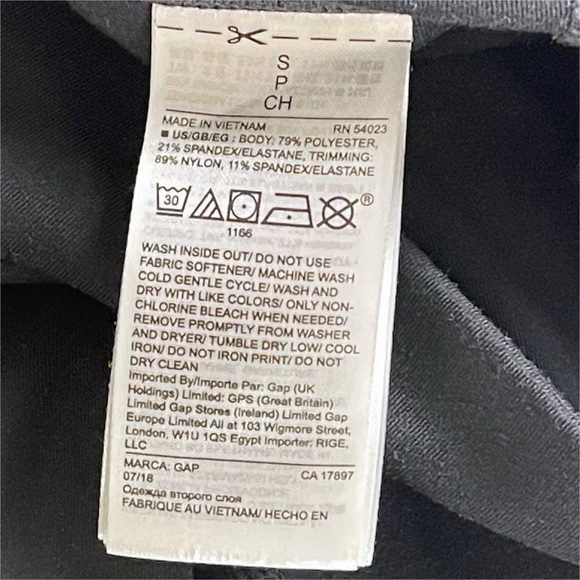 S
P
CH
MADE IN VIETNAM RN 54023
■ US/GB/EG : BODY: 79% POLYESTER,
21% SPANDEX/ELASTANE, TRIMMING:
89% NYLON, 11% SPANDEX/ELASTANE
30
®
1166
WASH INSIDE OUT/ DO NOT USE
FABRIC SOFTENER/ MACHINE WASH
COLD GENTLE CYCLE/ WASH AND
DRY WITH LIKE COLORS/ ONLY NON-
CHLORINE BLEACH WHEN NEEDED/
REMOVE PROMPTLY FROM WASHER
AND DRYER/ TUMBLE DRY LOW/ COOL
IRON/ DO NOT IRON PRINT/ DO NOT
DRY CLEAN
Imported By/Importe Par: Gap (UK
Holdings) Limited: GPS (Great Britain)
Limited Gap Stores (Ireland) Limited Gap
Europe Limited All at 103 Wigmore Street,
London, W1U 1QS Egypt Importer: RIGE,
LLC
MARCA: GAP CA 17897
07/18
Одежда второго слоя
FABRIQUE AU VIETNAM/ HECHO EN